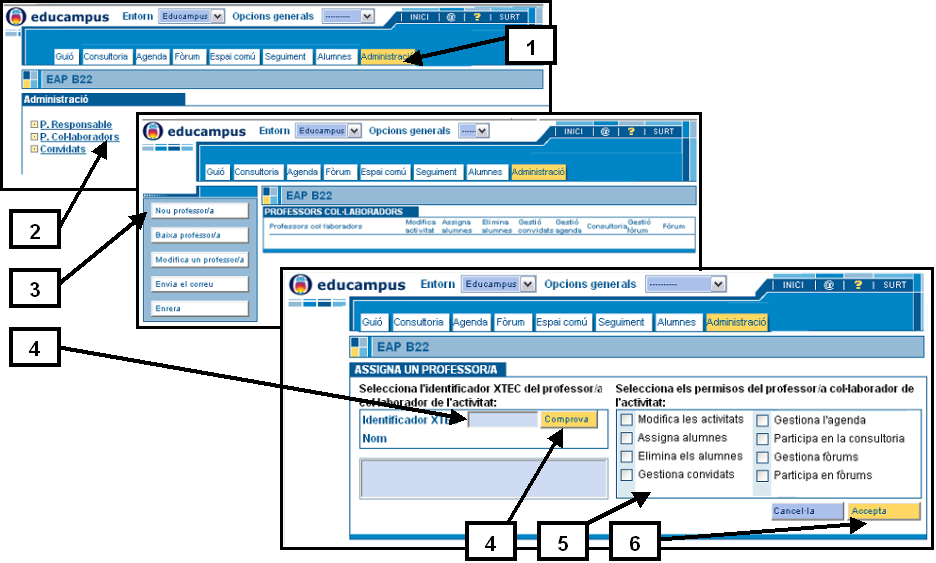 educampus Entorn Educampus Opcions generals ----------
| INICI | @ | ? | SURT
Guió Consultoria Agenda Fòrum Espai comú Seguiment Alumnes Administració
1
EAP B22
Administració
P. Responsable
P. Col·laboradors
Convidats
2
educampus Entorn Educampus Opcions generals -----
| INICI | @ | ? | SURT
Guió Consultoria Agenda Fòrum Espai comú Seguiment Alumnes Administració
EAP B22
PROFESSORS COL·LABORADORS
Professors col·laboradors Modifica activitat Assigna alumnes Elimina alumnes Gestió convidats Gestió agenda Consultoria Gestió fòrum Fòrum
3
Nou professor/a
Baixa professor/a
Modifica un professor/a
Envia el correu
Enrera
educampus Entorn Educampus Opcions generals ----------
| INICI | @ | ? | SURT
Guió Consultoria Agenda Fòrum Espai comú Seguiment Alumnes Administració
EAP B22
ASSIGNA UN PROFESSOR/A
Selecciona l'identificador XTEC del professor/a
col·laborador de l'activitat:
4
Identificador XTEC Comprova
Nom
Selecciona els permisos del professor/a col·laborador de
l'activitat:
Modifica les activitats Gestiona l'agenda
Assigna alumnes Participa en la consultoria
Elimina els alumnes Gestiona fòrums
Gestiona convidats Participa en fòrums
Cancel·la Accepta
4 5 6